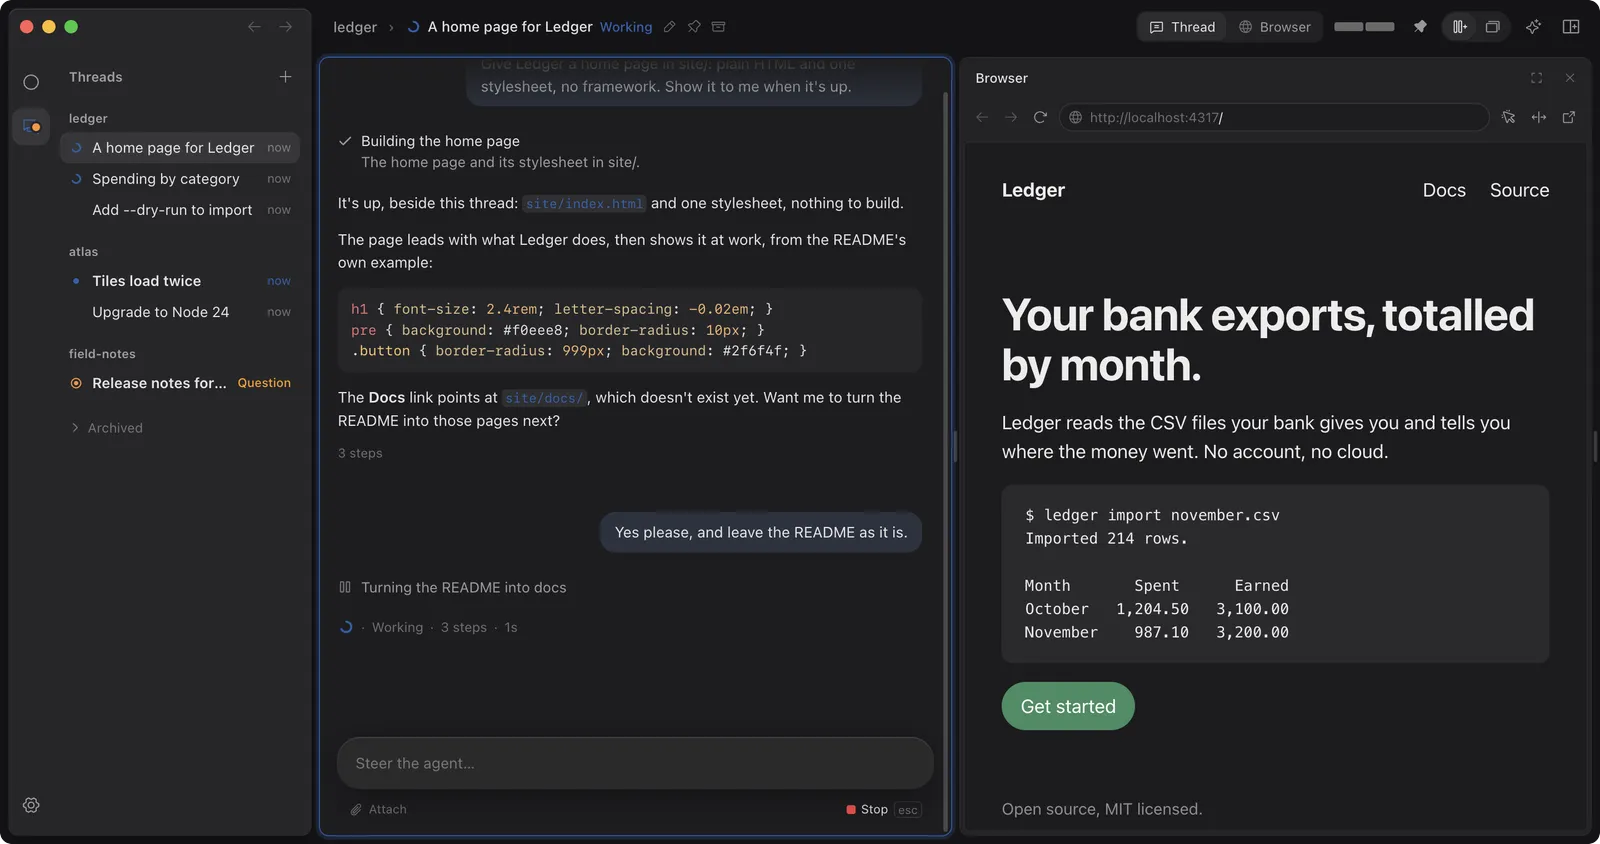 ledger › A home page for Ledger Working
Thread Browser
Threads
ledger
A home page for Ledger now
Spending by category now
Add --dry-run to import now
atlas
Tiles load twice now
Upgrade to Node 24 now
field-notes
Release notes for... Question
Archived
Give Ledger a home page in site/: plain HTML and one
stylesheet, no framework. Show it to me when it's up.
Building the home page
The home page and its stylesheet in site/.
It's up, beside this thread: site/index.html and one stylesheet, nothing to build.
The page leads with what Ledger does, then shows it at work, from the README's
own example:
h1 { font-size: 2.4rem; letter-spacing: -0.02em; }
pre { background: #f0eee8; border-radius: 10px; }
.button { border-radius: 999px; background: #2f6f4f; }
The Docs link points at site/docs/, which doesn't exist yet. Want me to turn the
README into those pages next?
3 steps
Yes please, and leave the README as it is.
Turning the README into docs
· Working · 3 steps · 1s
Steer the agent...
Attach
Stop esc
Browser
http://localhost:4317/
Ledger Docs Source
Your bank exports, totalled
by month.
Ledger reads the CSV files your bank gives you and tells you
where the money went. No account, no cloud.
$ ledger import november.csv
Imported 214 rows.
Month Spent Earned
October 1,204.50 3,100.00
November 987.10 3,200.00
Get started
Open source, MIT licensed.